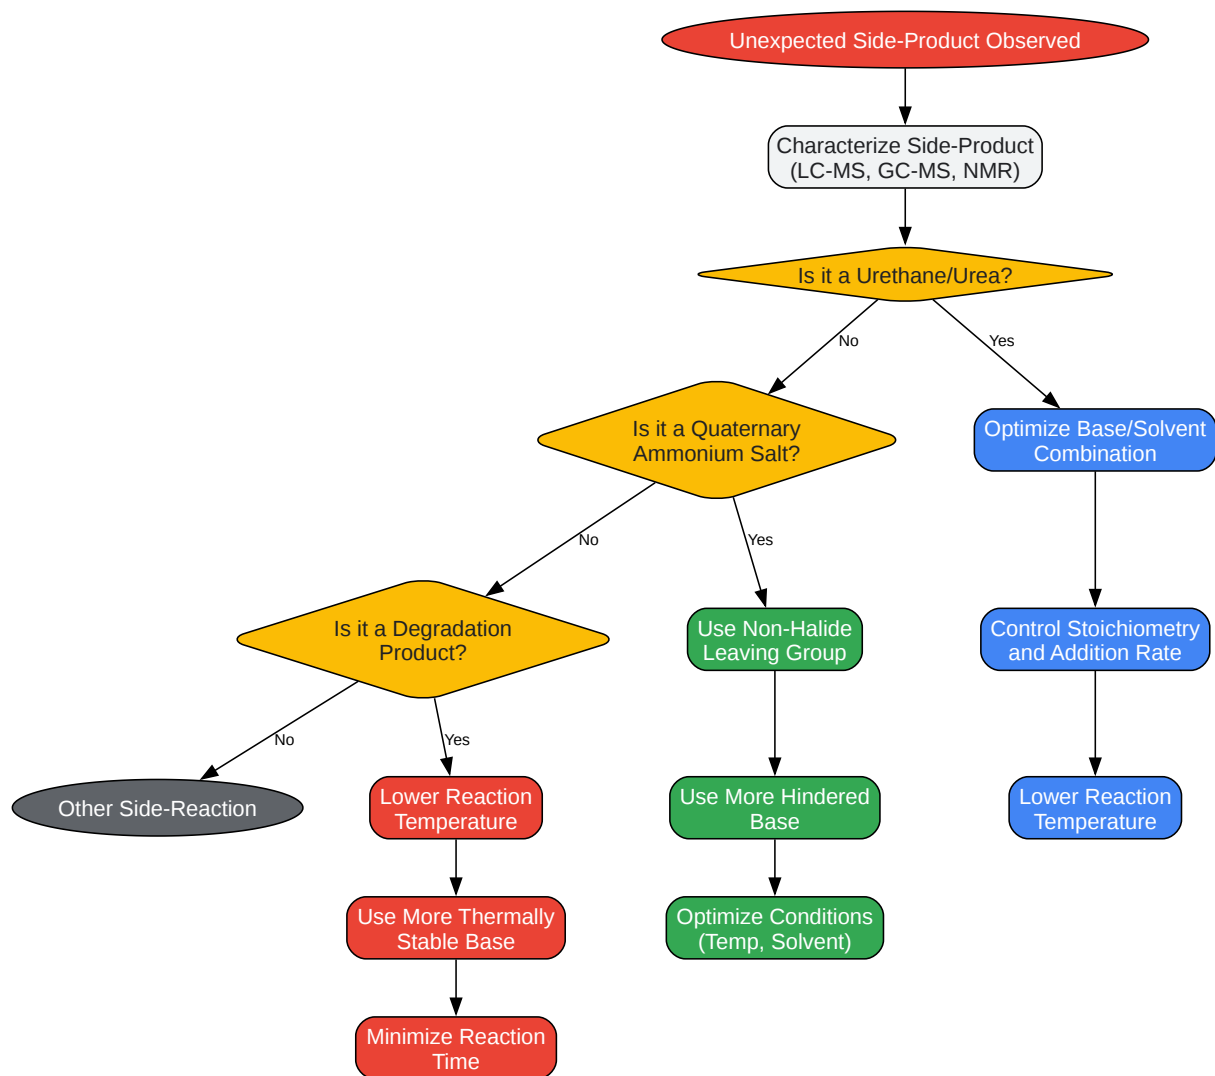 Unexpected Side-Product Observed
Characterize Side-Product
(LC-MS, GC-MS, NMR)
Is it a Urethane/Urea?
No
Yes
Is it a Quaternary
Ammonium Salt?
Optimize Base/Solvent
Combination
No
Yes
Is it a Degradation
Product?
Use Non-Halide
Leaving Group
Control Stoichiometry
and Addition Rate
No
Yes
Other Side-Reaction
Lower Reaction
Temperature
Use More Hindered
Base
Lower Reaction
Temperature
Use More Thermally
Stable Base
Optimize Conditions
(Temp, Solvent)
Minimize Reaction
Time